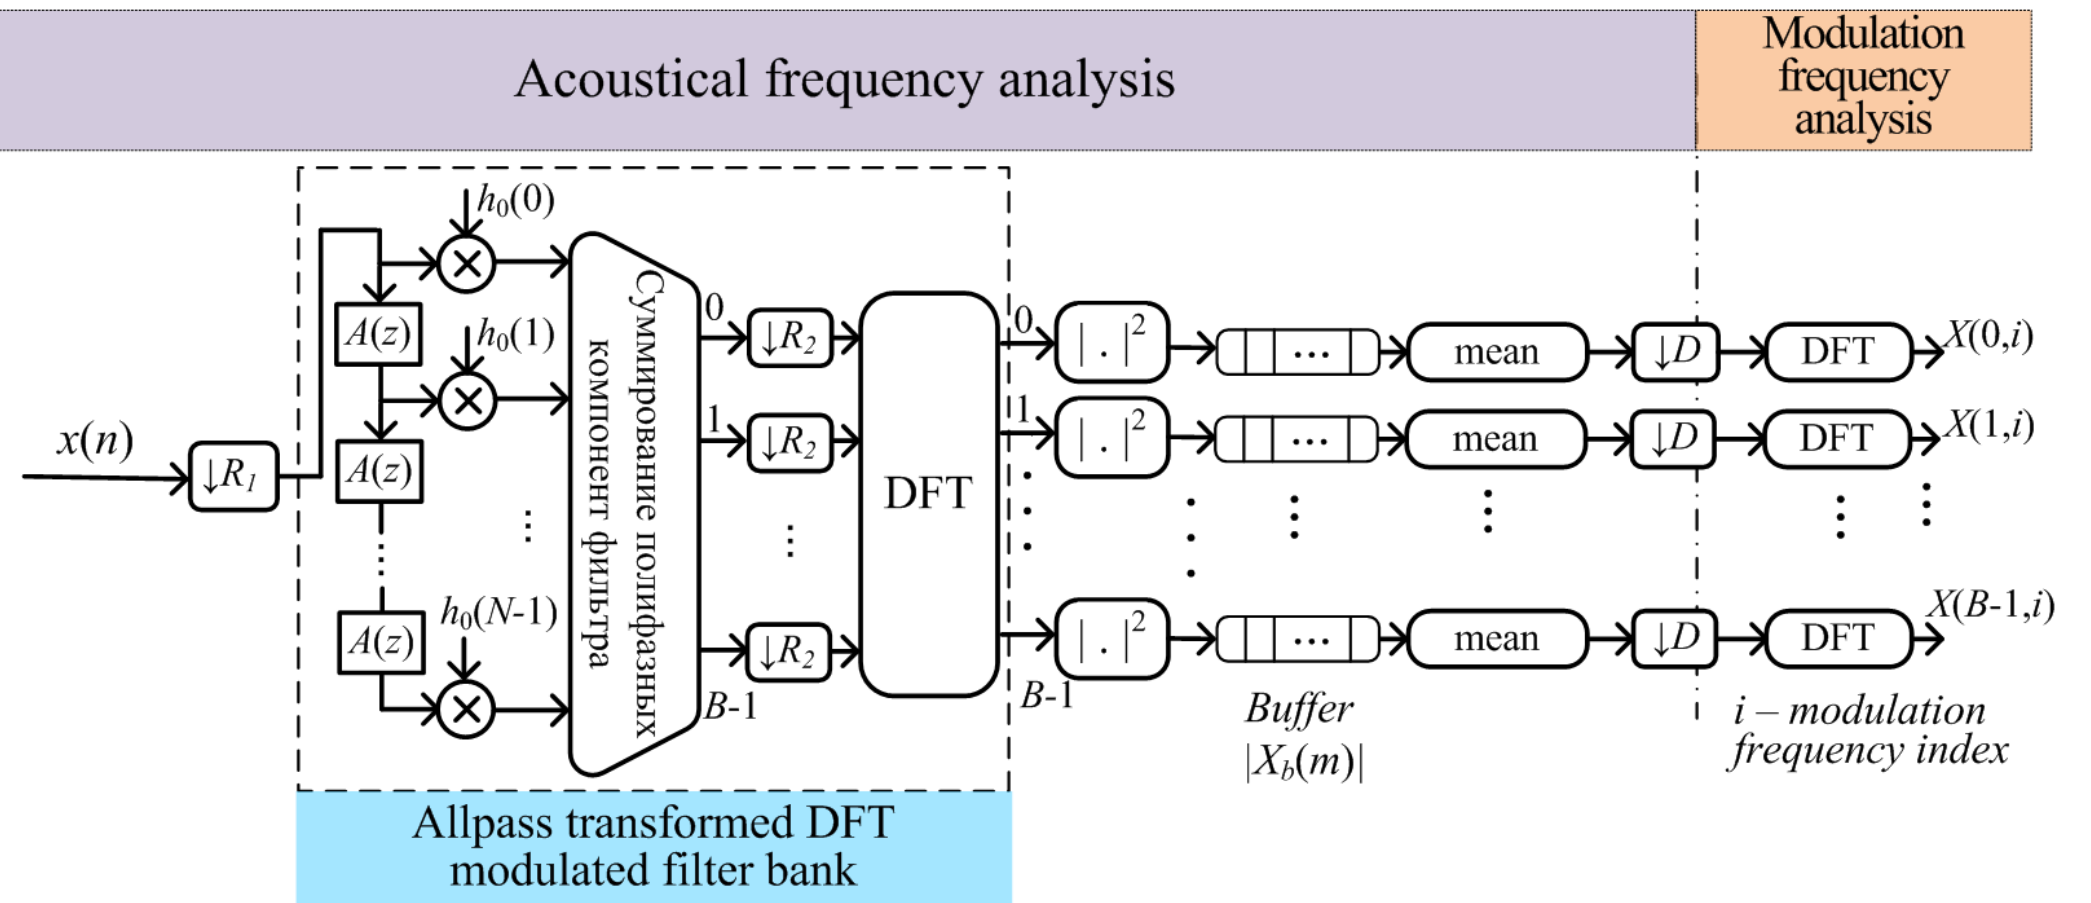 Acoustical frequency analysis
Modulation
frequency
analysis
x(n)
↓R₁
A(z)
A(z)
A(z)
h₀(0)
h₀(1)
h₀(N-1)
Суммирование полифазных
компонент фильтра
0
1
B-1
↓R₂
↓R₂
↓R₂
DFT
0
1
B-1
| . |²
| . |²
| . |²
Buffer
|X_b(m)|
mean
mean
mean
↓D
↓D
↓D
DFT
DFT
DFT
X(0,i)
X(1,i)
X(B-1,i)
i – modulation
frequency index
Allpass transformed DFT
modulated filter bank